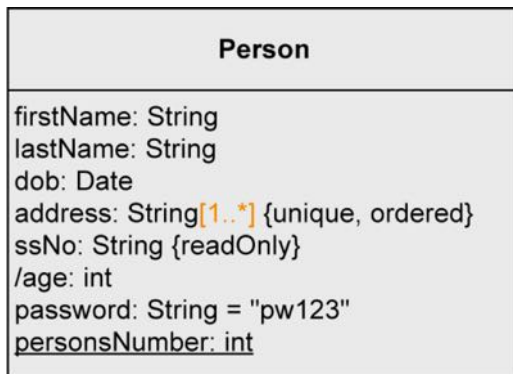 Person
firstName: String
lastName: String
dob: Date
address: String[1..*] {unique, ordered}
ssNo: String {readOnly}
/age: int
password: String = "pw123"
personsNumber: int